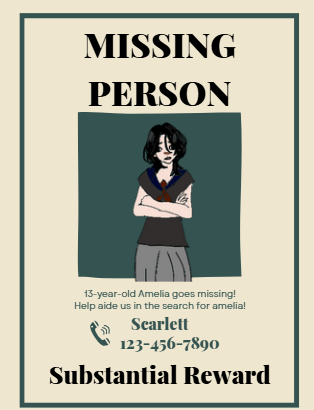 MISSING
PERSON
13-year-old Amelia goes missing!
Help aide us in the search for amelia!
Scarlett
123-456-7890
Substantial Reward